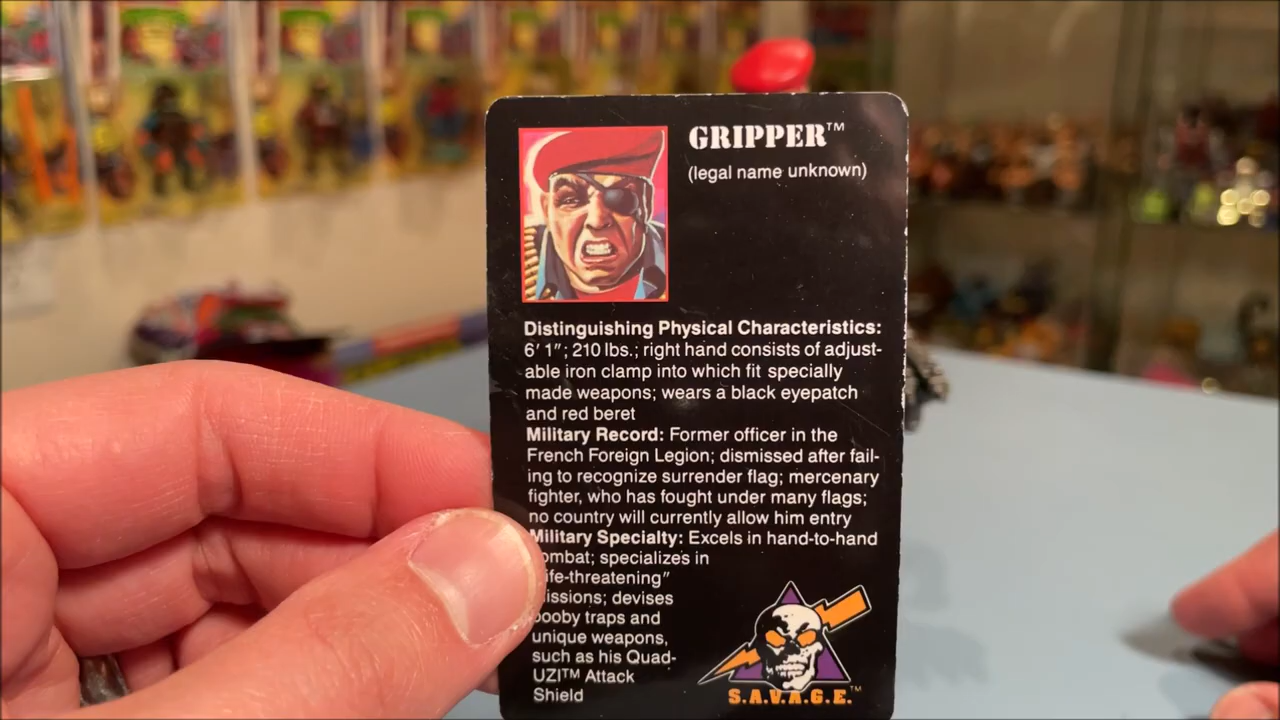 GRIPPER™
(legal name unknown)
Distinguishing Physical Characteristics:
6' 1"; 210 lbs.; right hand consists of adjust-
able iron clamp into which fit specially
made weapons; wears a black eyepatch
and red beret
Military Record: Former officer in the
French Foreign Legion; dismissed after fail-
ing to recognize surrender flag; mercenary
fighter, who has fought under many flags;
no country will currently allow him entry
Military Specialty: Excels in hand-to-hand
ombat; specializes in
ife-threatening"
issions; devises
booby traps and
unique weapons,
such as his Quad-
UZI™ Attack
Shield
S.A.V.A.G.E.™